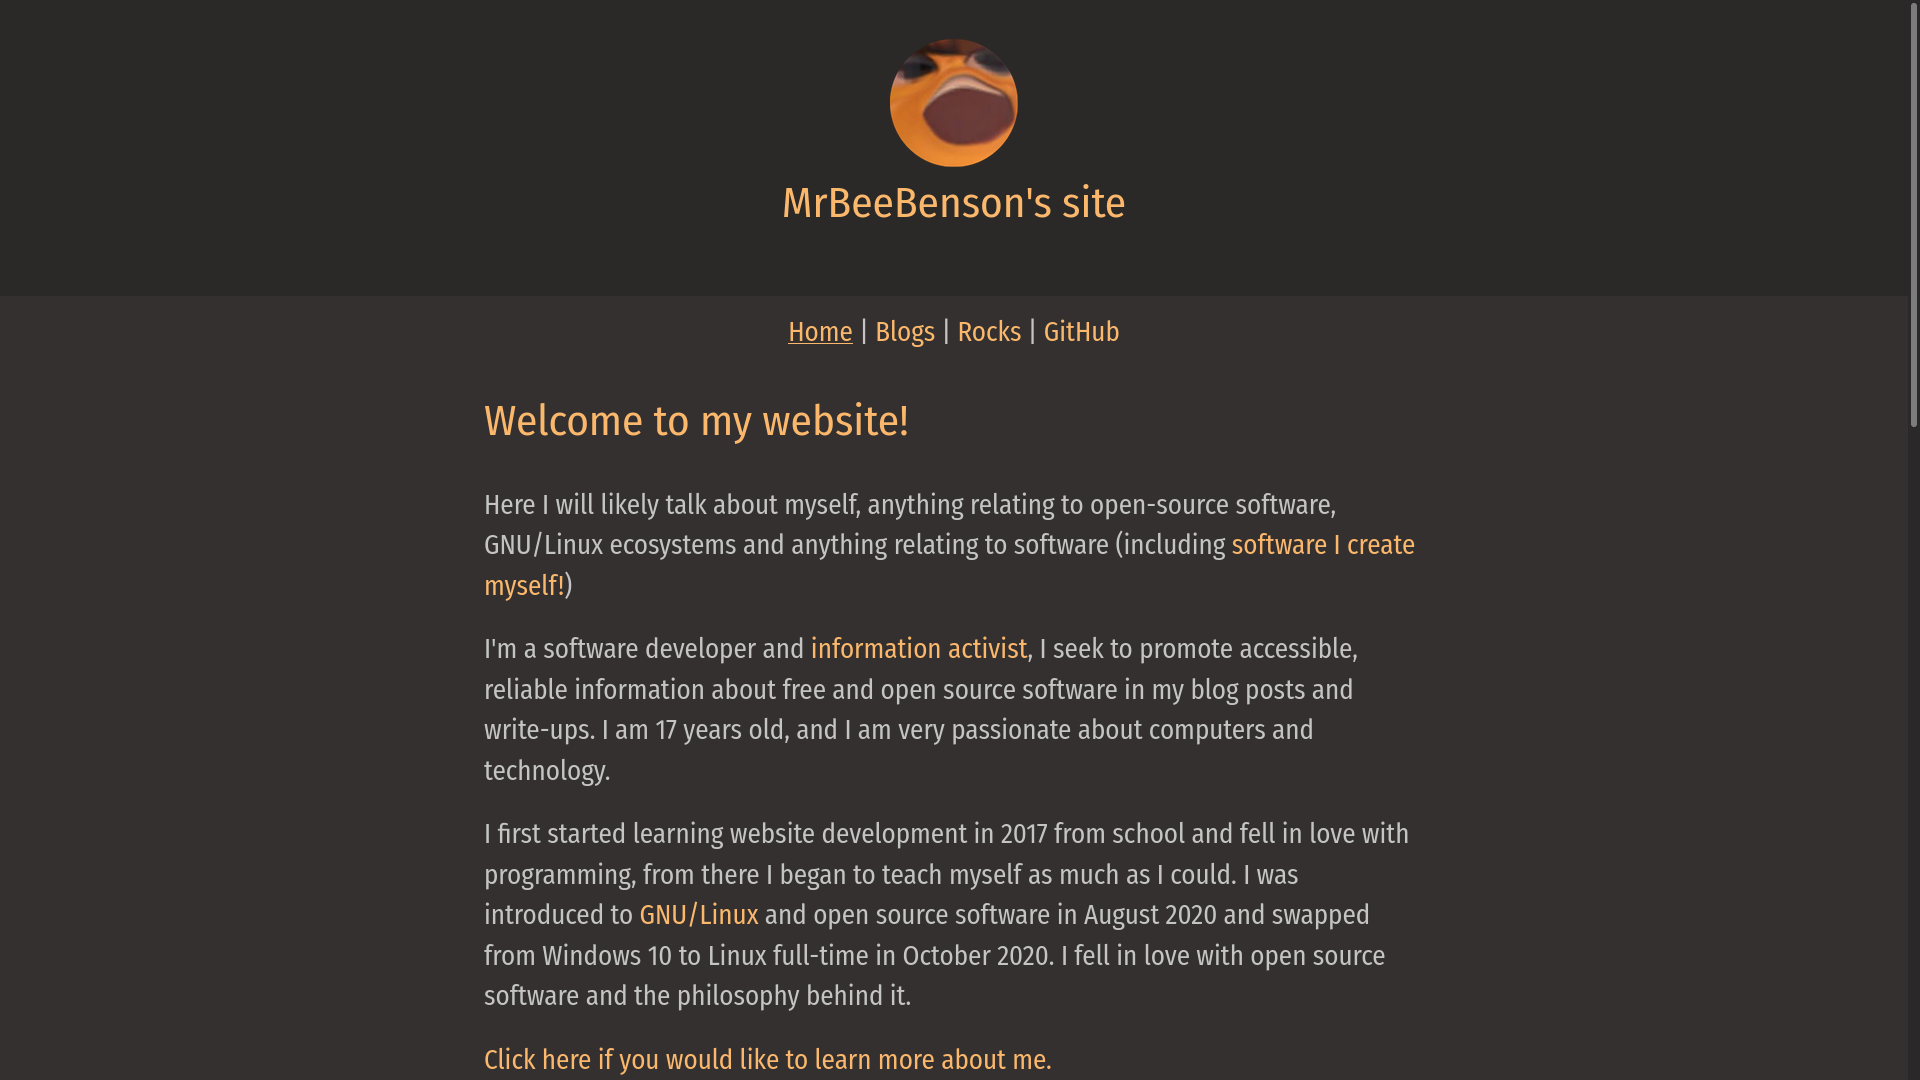 MrBeeBenson's site
Home | Blogs | Rocks | GitHub
Welcome to my website!
Here I will likely talk about myself, anything relating to open-source software,
GNU/Linux ecosystems and anything relating to software (including software I create
myself!)
I'm a software developer and information activist, I seek to promote accessible,
reliable information about free and open source software in my blog posts and
write-ups. I am 17 years old, and I am very passionate about computers and
technology.
I first started learning website development in 2017 from school and fell in love with
programming, from there I began to teach myself as much as I could. I was
introduced to GNU/Linux and open source software in August 2020 and swapped
from Windows 10 to Linux full-time in October 2020. I fell in love with open source
software and the philosophy behind it.
Click here if you would like to learn more about me.